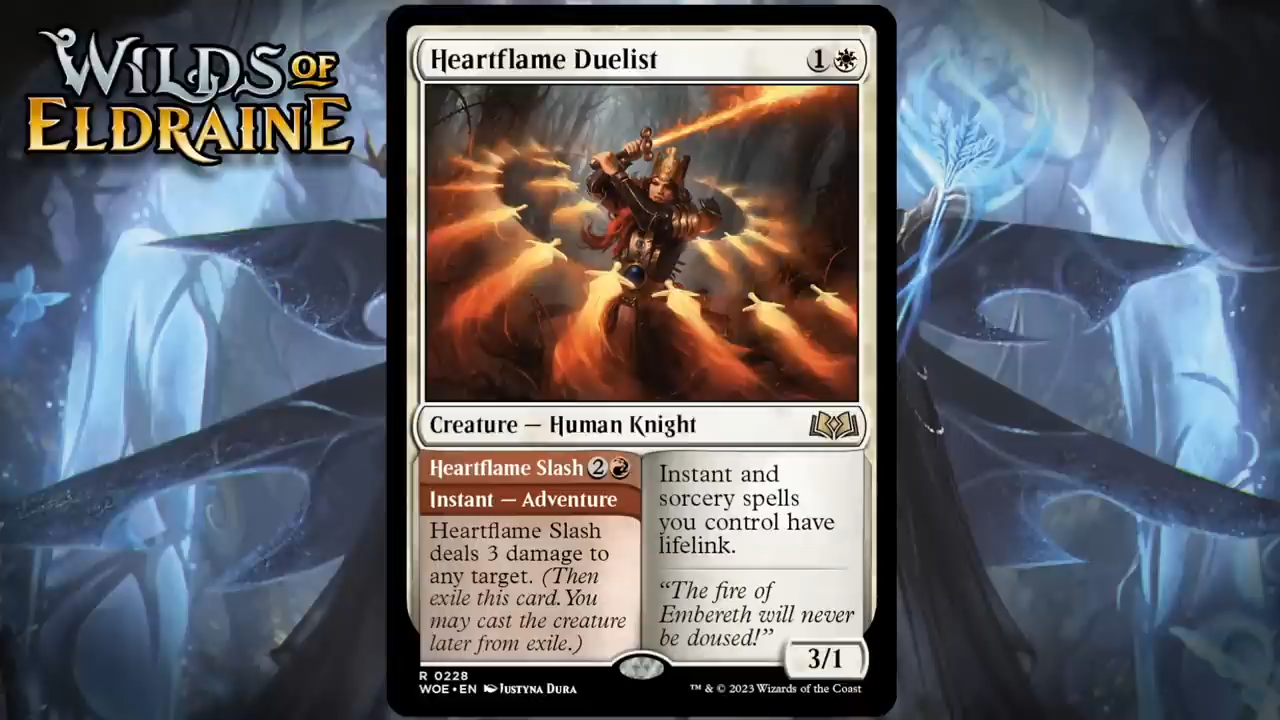 WILDS OF
ELDRAINE
Heartflame Duelist 1
Creature — Human Knight
Heartflame Slash 2
Instant — Adventure
Heartflame Slash
deals 3 damage to
any target. (Then
exile this card. You
may cast the creature
later from exile.)
Instant and
sorcery spells
you control have
lifelink.
“The fire of
Embereth will never
be doused!”
3/1
R 0228
WOE • EN JUSTYNA DURA
™ & © 2023 Wizards of the Coast